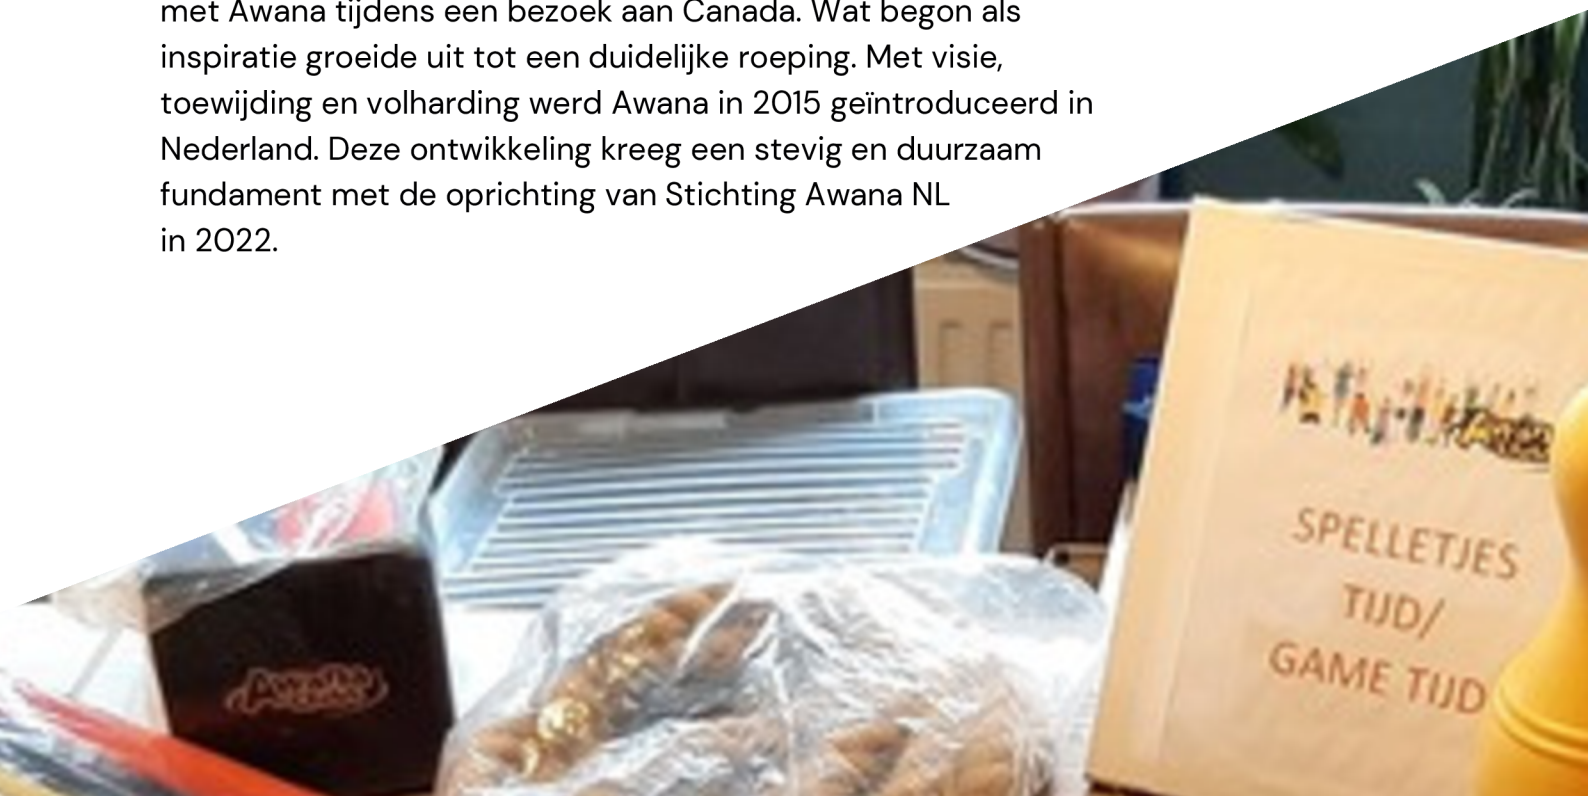 met Awana tijdens een bezoek aan Canada. Wat begon als
inspiratie groeide uit tot een duidelijke roeping. Met visie,
toewijding en volharding werd Awana in 2015 geïntroduceerd in
Nederland. Deze ontwikkeling kreeg een stevig en duurzaam
fundament met de oprichting van Stichting Awana NL
in 2022.
SPELLETJES
TIJD/
GAME TIJD